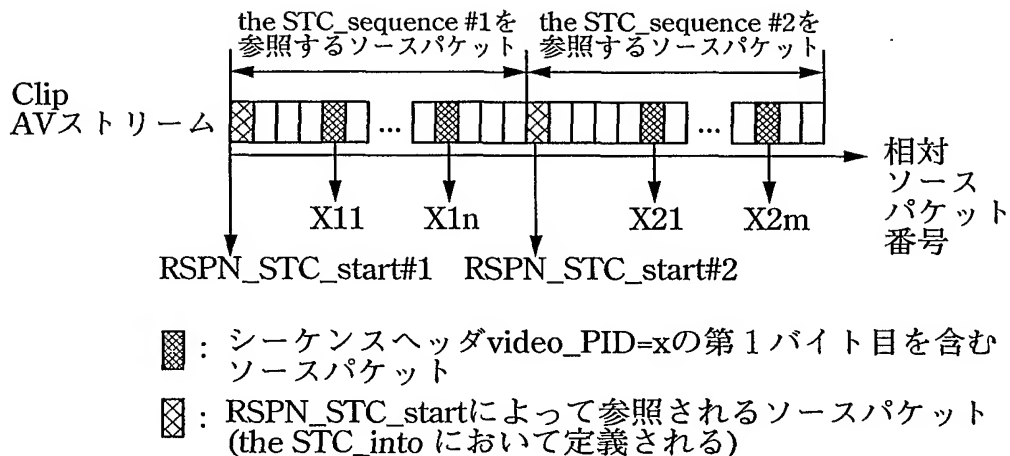 the STC_sequence #1を
参照するソースパケット
the STC_sequence #2を
参照するソースパケット
Clip
AVストリーム
...
...
相対
ソース
パケット
番号
X11
X1n
X21
X2m
RSPN_STC_start#1
RSPN_STC_start#2
: シーケンスヘッダvideo_PID=xの第1バイト目を含む
ソースパケット
: RSPN_STC_startによって参照されるソースパケット
(the STC_into において定義される)